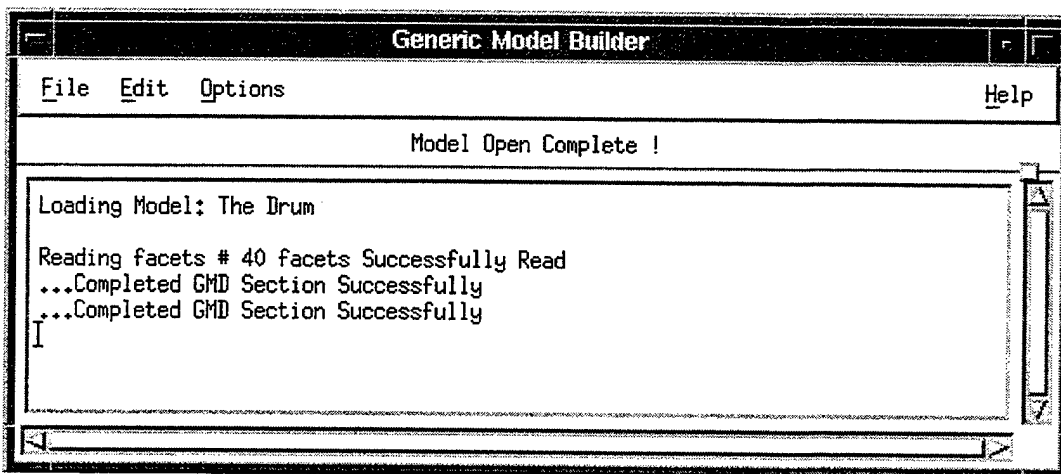 Generic Model Builder
File Edit Options Help
Model Open Complete !
Loading Model: The Drum
Reading facets # 40 facets Successfully Read
...Completed GMD Section Successfully
...Completed GMD Section Successfully